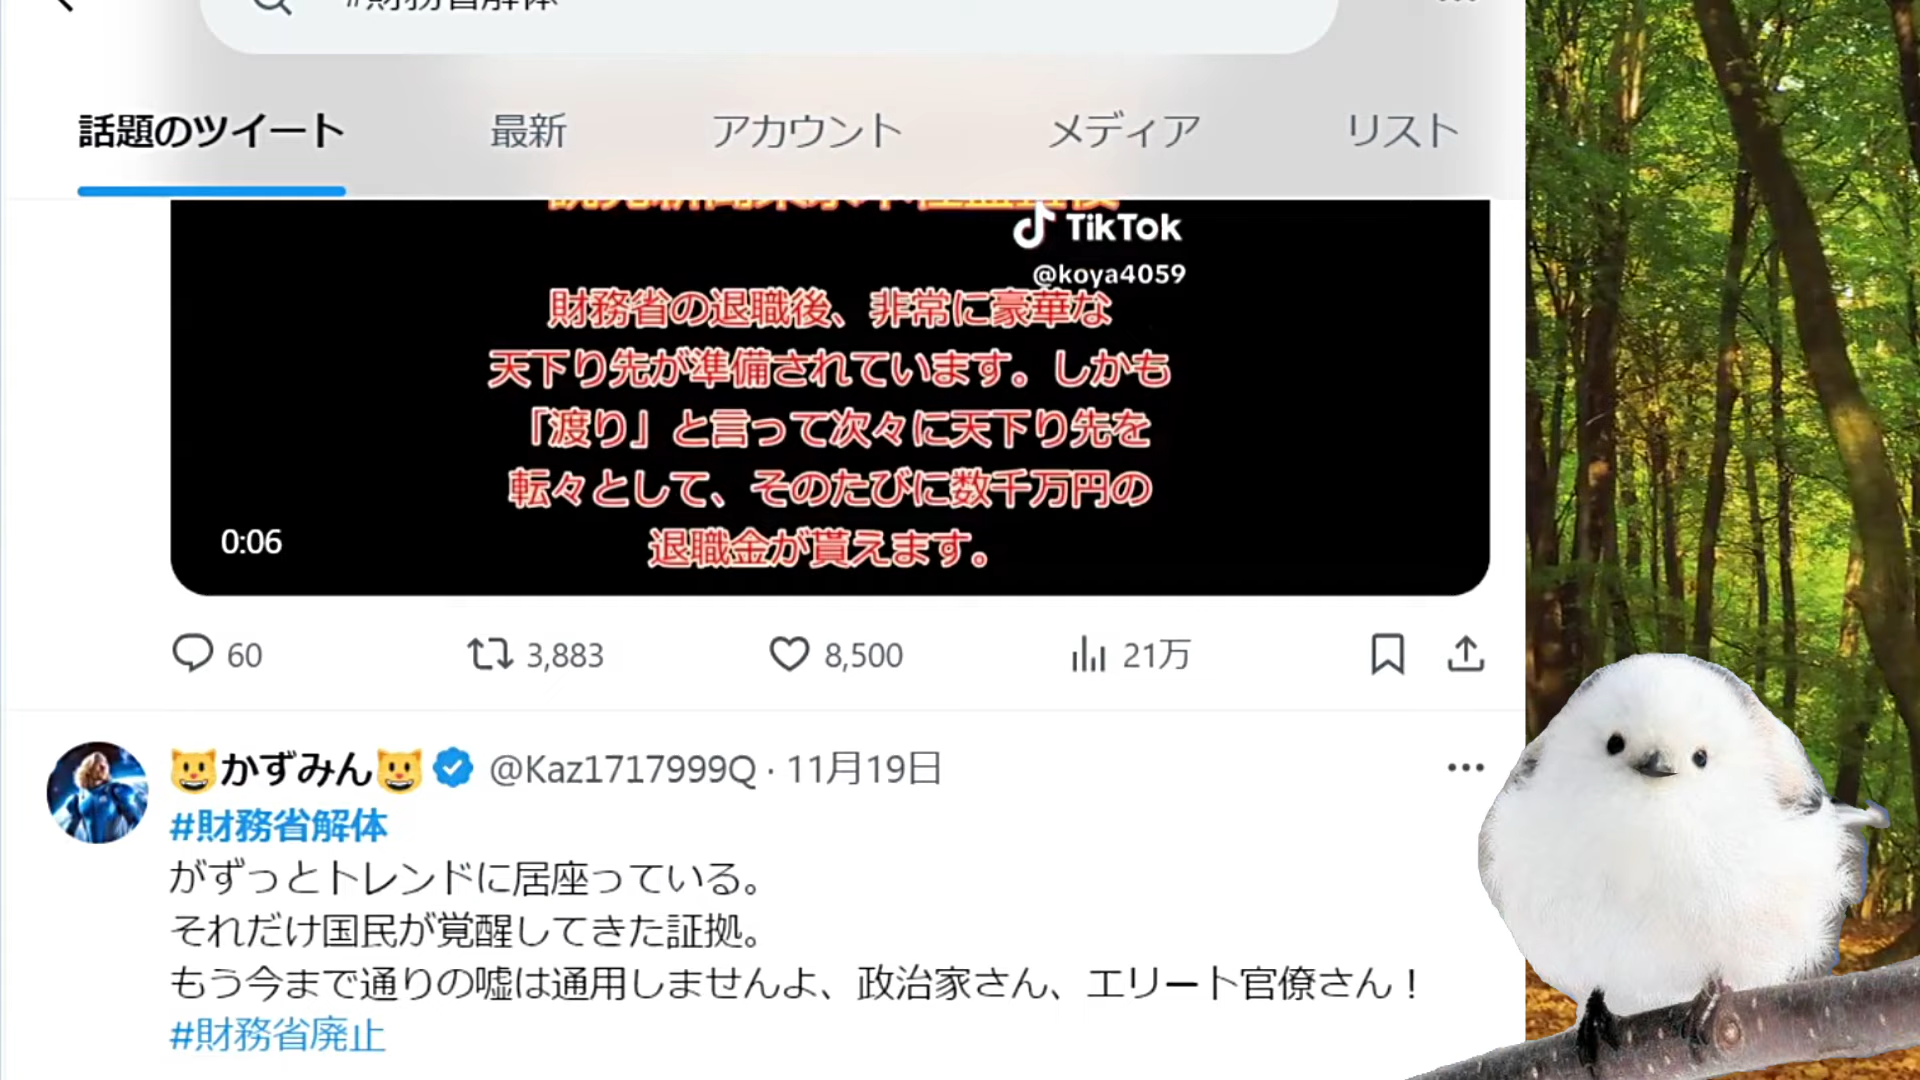 #財務省解体
話題のツイート
最新
アカウント
メディア
リスト
TikTok
@koya4059
財務省の退職後、非常に豪華な
天下り先が準備されています。しかも
「渡り」と言って次々に天下り先を
転々として、そのたびに数千万円の
退職金が貰えます。
0:06
60
3,883
8,500
21万
😺かずみん😺 @Kaz1717999Q · 11月19日
#財務省解体
がずっとトレンドに居座っている。
それだけ国民が覚醒してきた証拠。
もう今まで通りの嘘は通用しませんよ、政治家さん、エリート官僚さん！
#財務省廃止